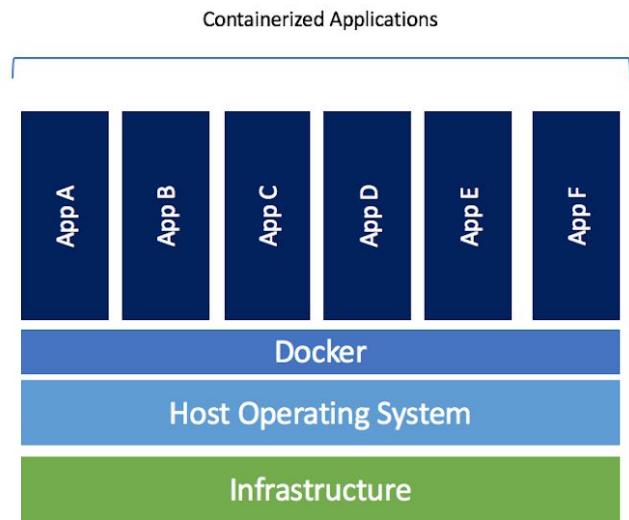 Containerized Applications
App A
App B
App C
App D
App E
App F
Docker
Host Operating System
Infrastructure